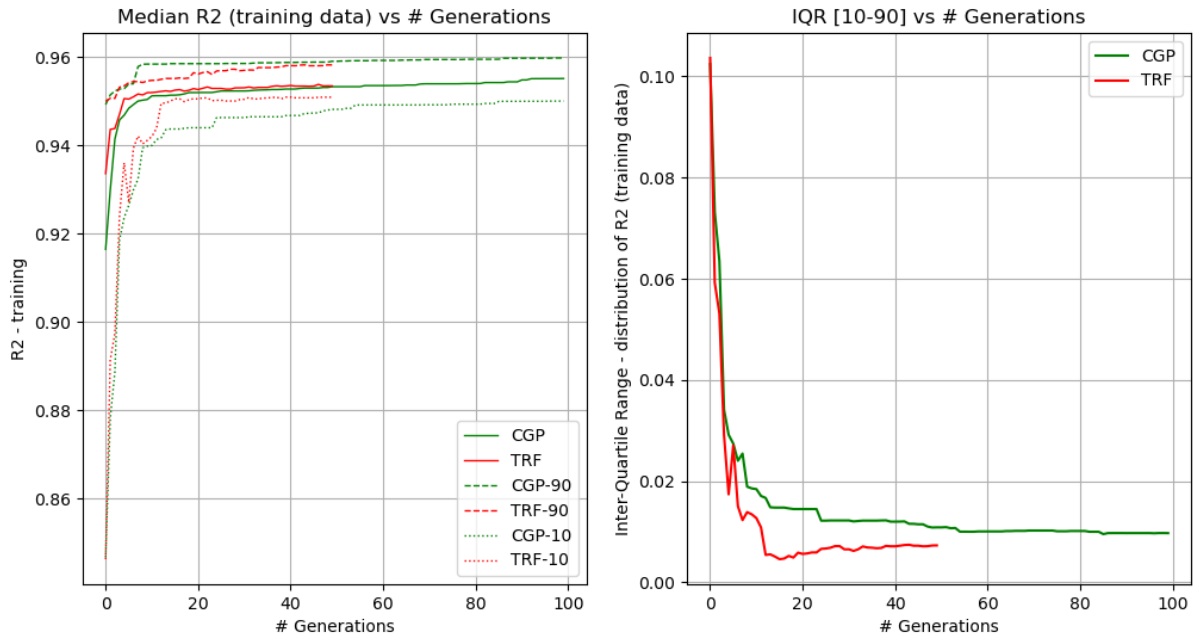 Median R2 (training data) vs # Generations
R2 - training
0.96
0.94
0.92
0.90
0.88
0.86
0 20 40 60 80 100
# Generations
CGP
TRF
CGP-90
TRF-90
CGP-10
TRF-10
IQR [10-90] vs # Generations
Inter-Quartile Range - distribution of R2 (training data)
0.10
0.08
0.06
0.04
0.02
0.00
0 20 40 60 80 100
# Generations
CGP
TRF